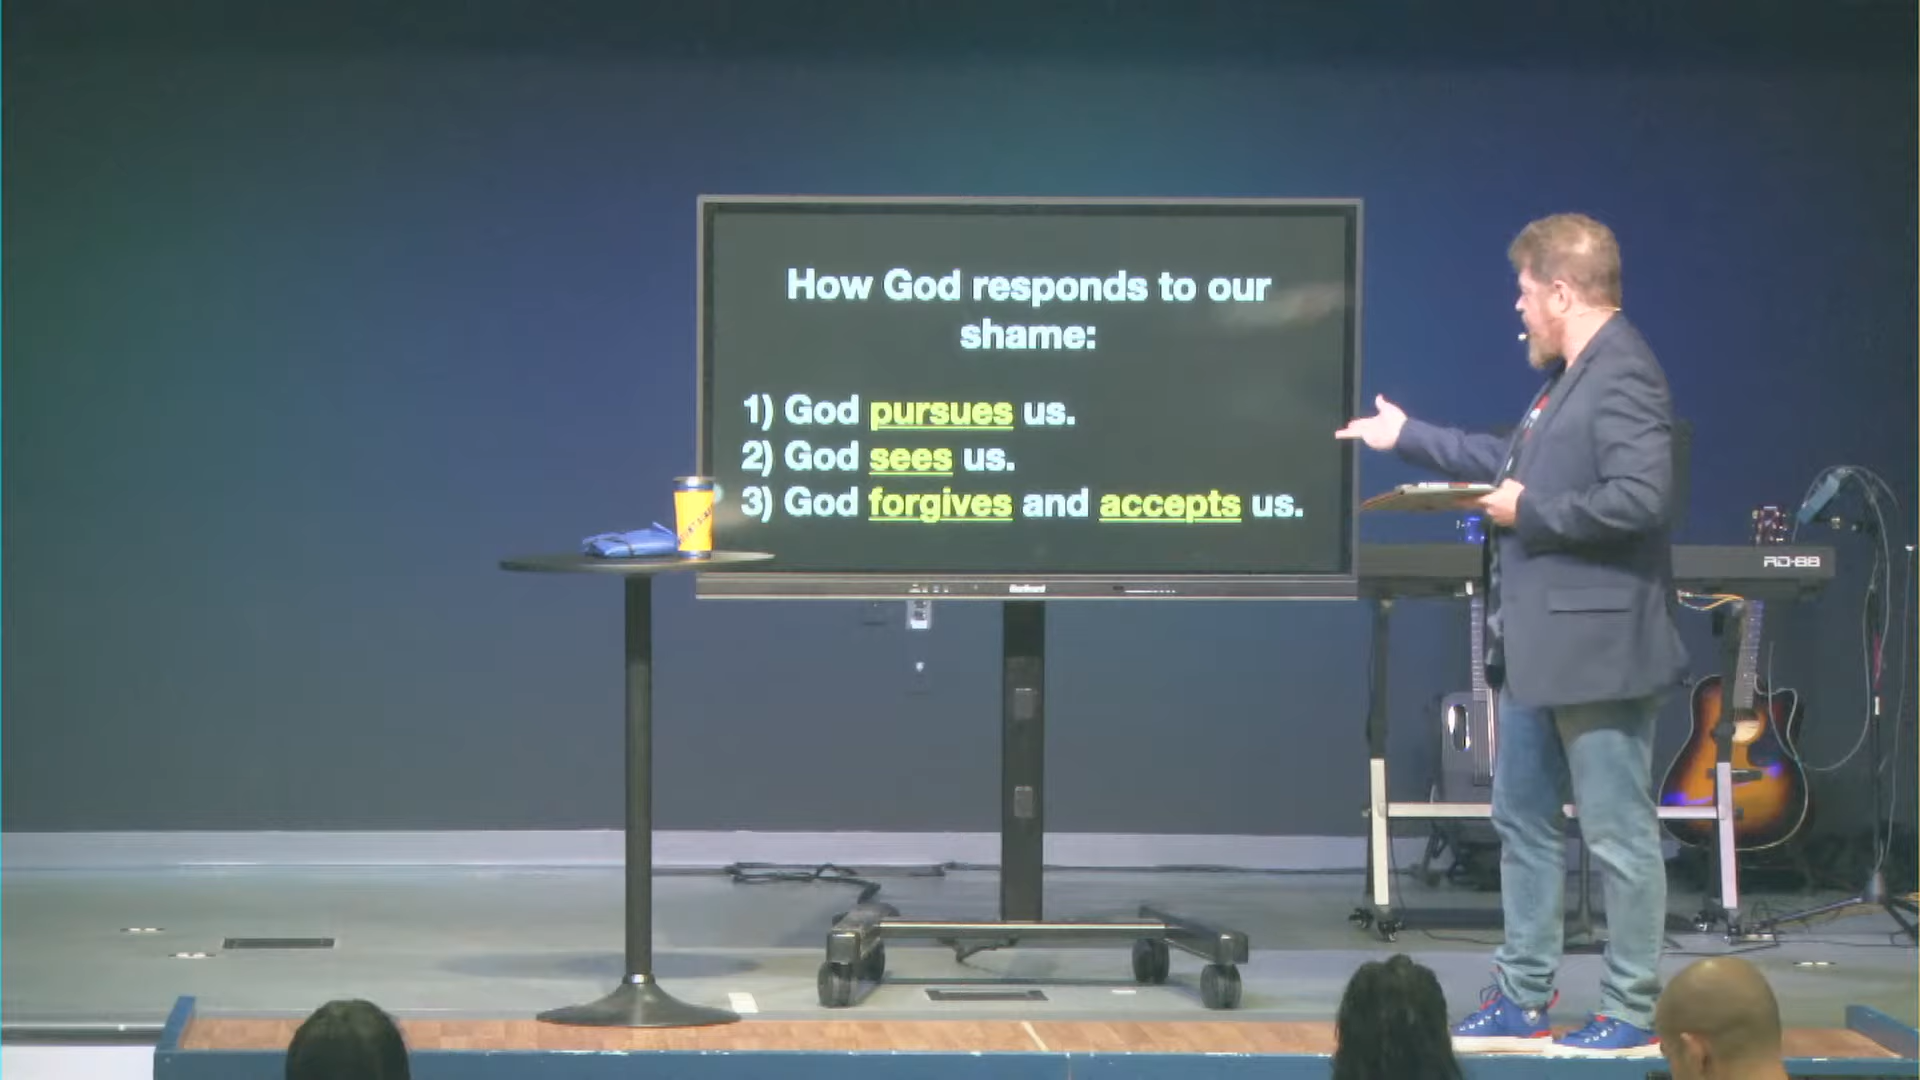 How God responds to our
shame:
1) God pursues us.
2) God sees us.
3) God forgives and accepts us.
RD-88